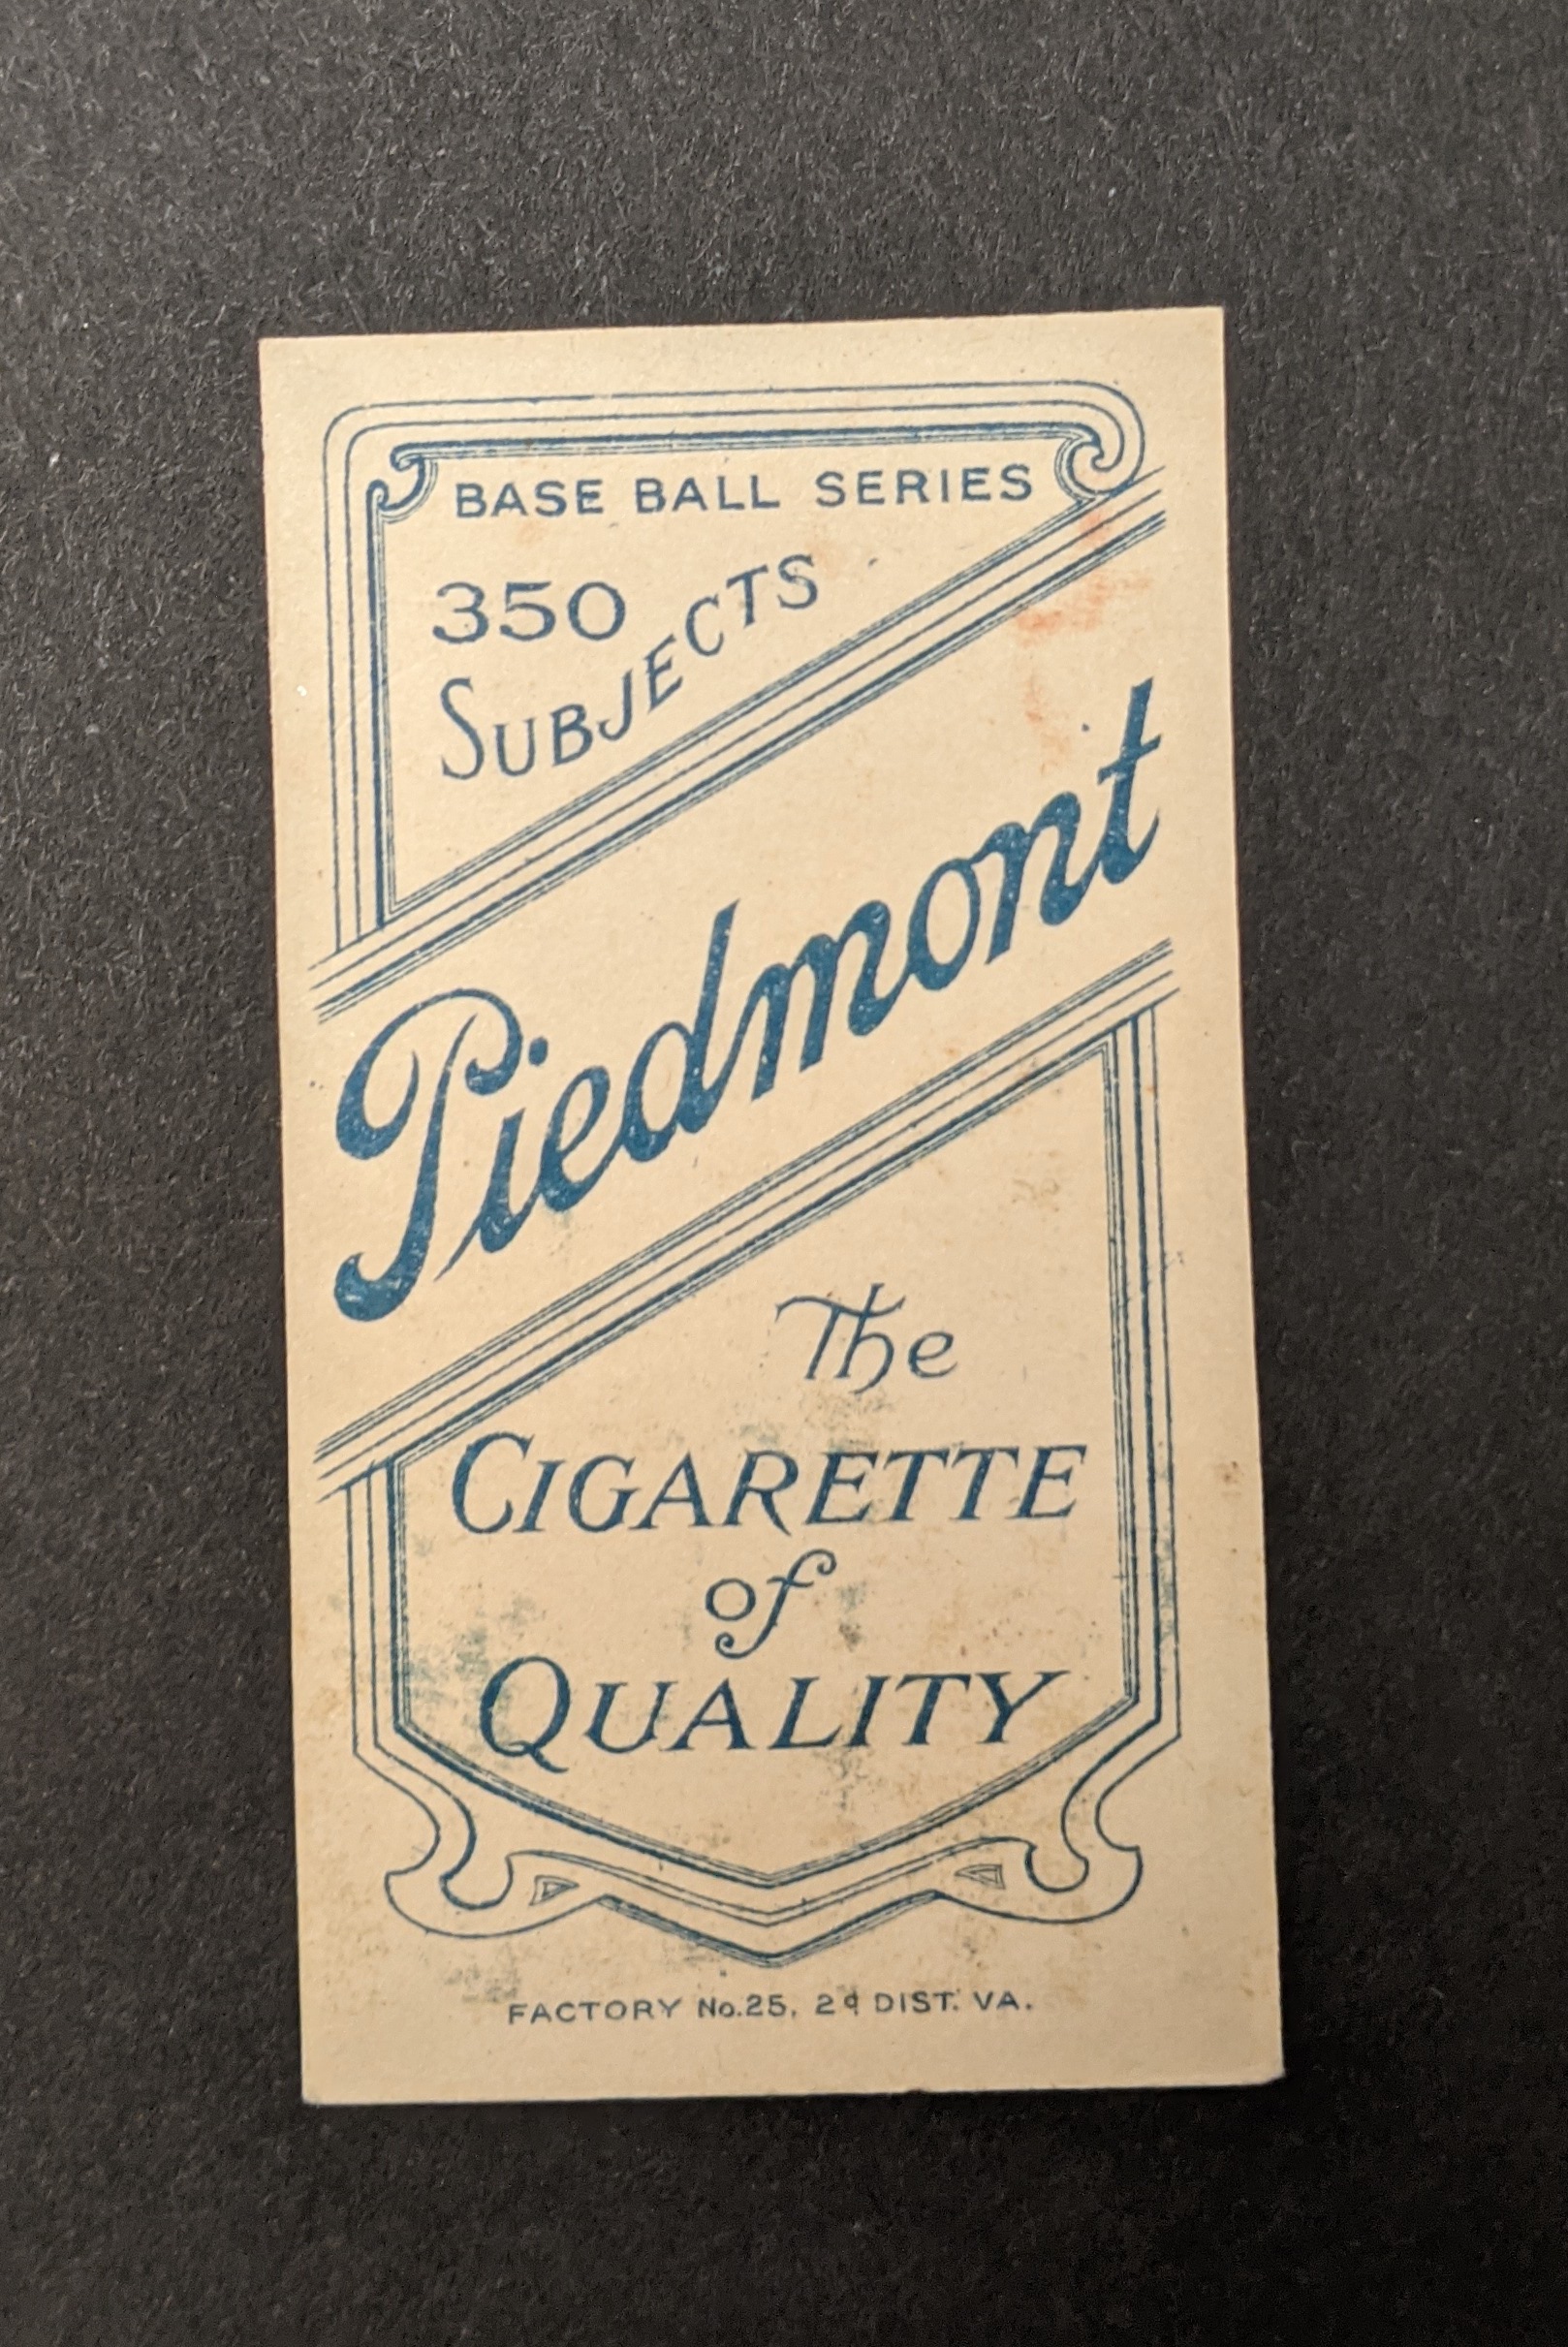 BASE BALL SERIES
350
SUBJECTS
Piedmont
The
CIGARETTE
of
QUALITY
FACTORY No.25, 2d DIST. VA.